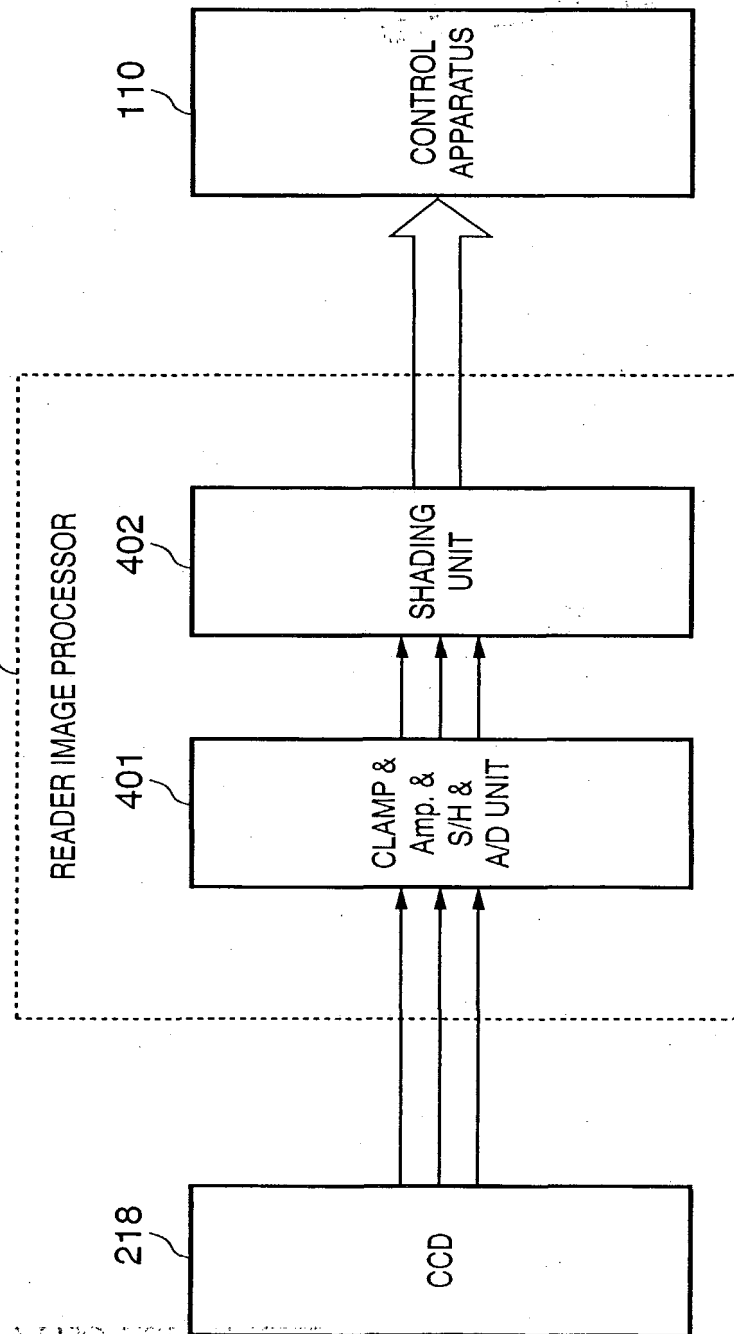 READER IMAGE PROCESSOR
218
CCD
401
CLAMP &
Amp. &
S/H &
A/D UNIT
402
SHADING
UNIT
110
CONTROL
APPARATUS